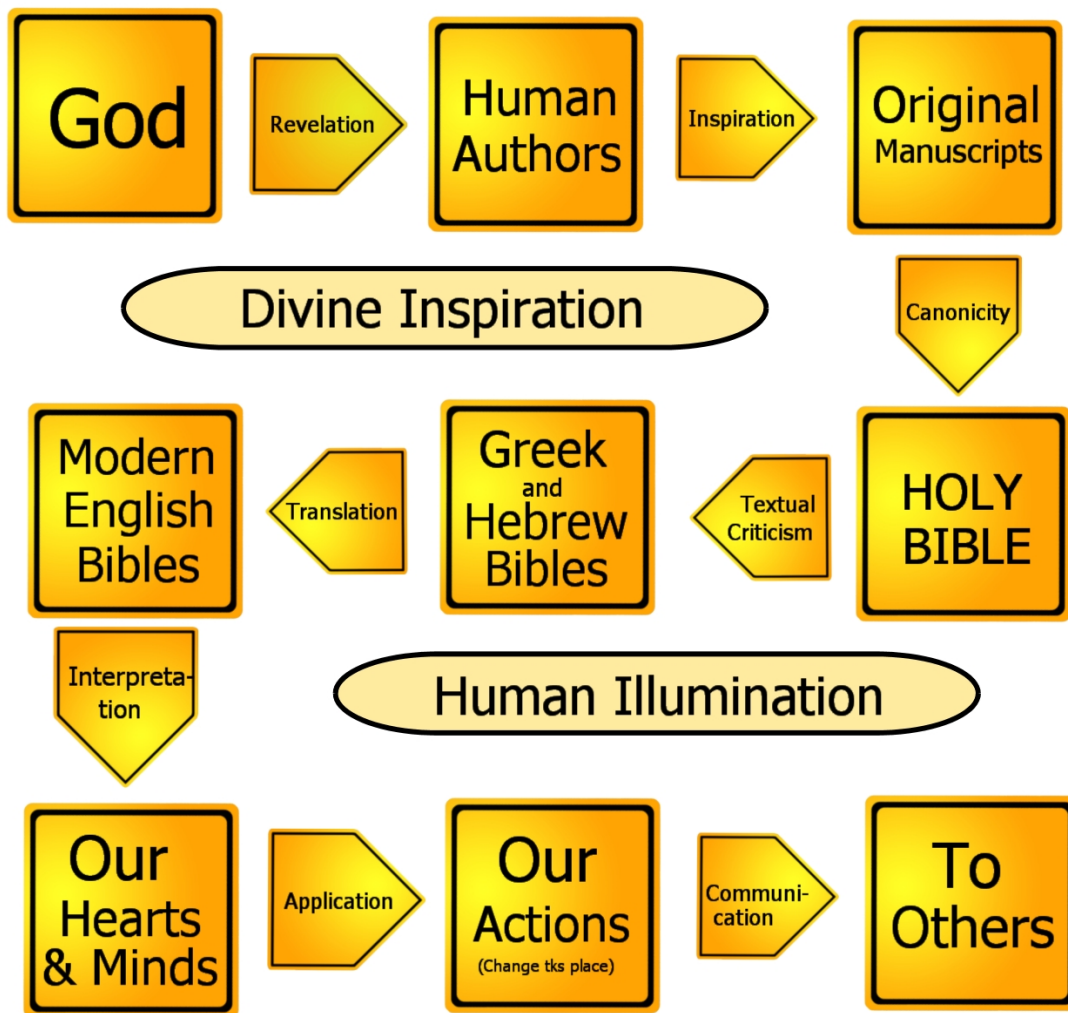 God
Revelation
Human
Authors
Inspiration
Original
Manuscripts
Divine Inspiration
Canonicity
HOLY
BIBLE
Textual
Criticism
Greek
and
Hebrew
Bibles
Translation
Modern
English
Bibles
Interpreta-
tion
Human Illumination
Our
Hearts
& Minds
Application
Our
Actions
(Change tks place)
Communi-
cation
To
Others